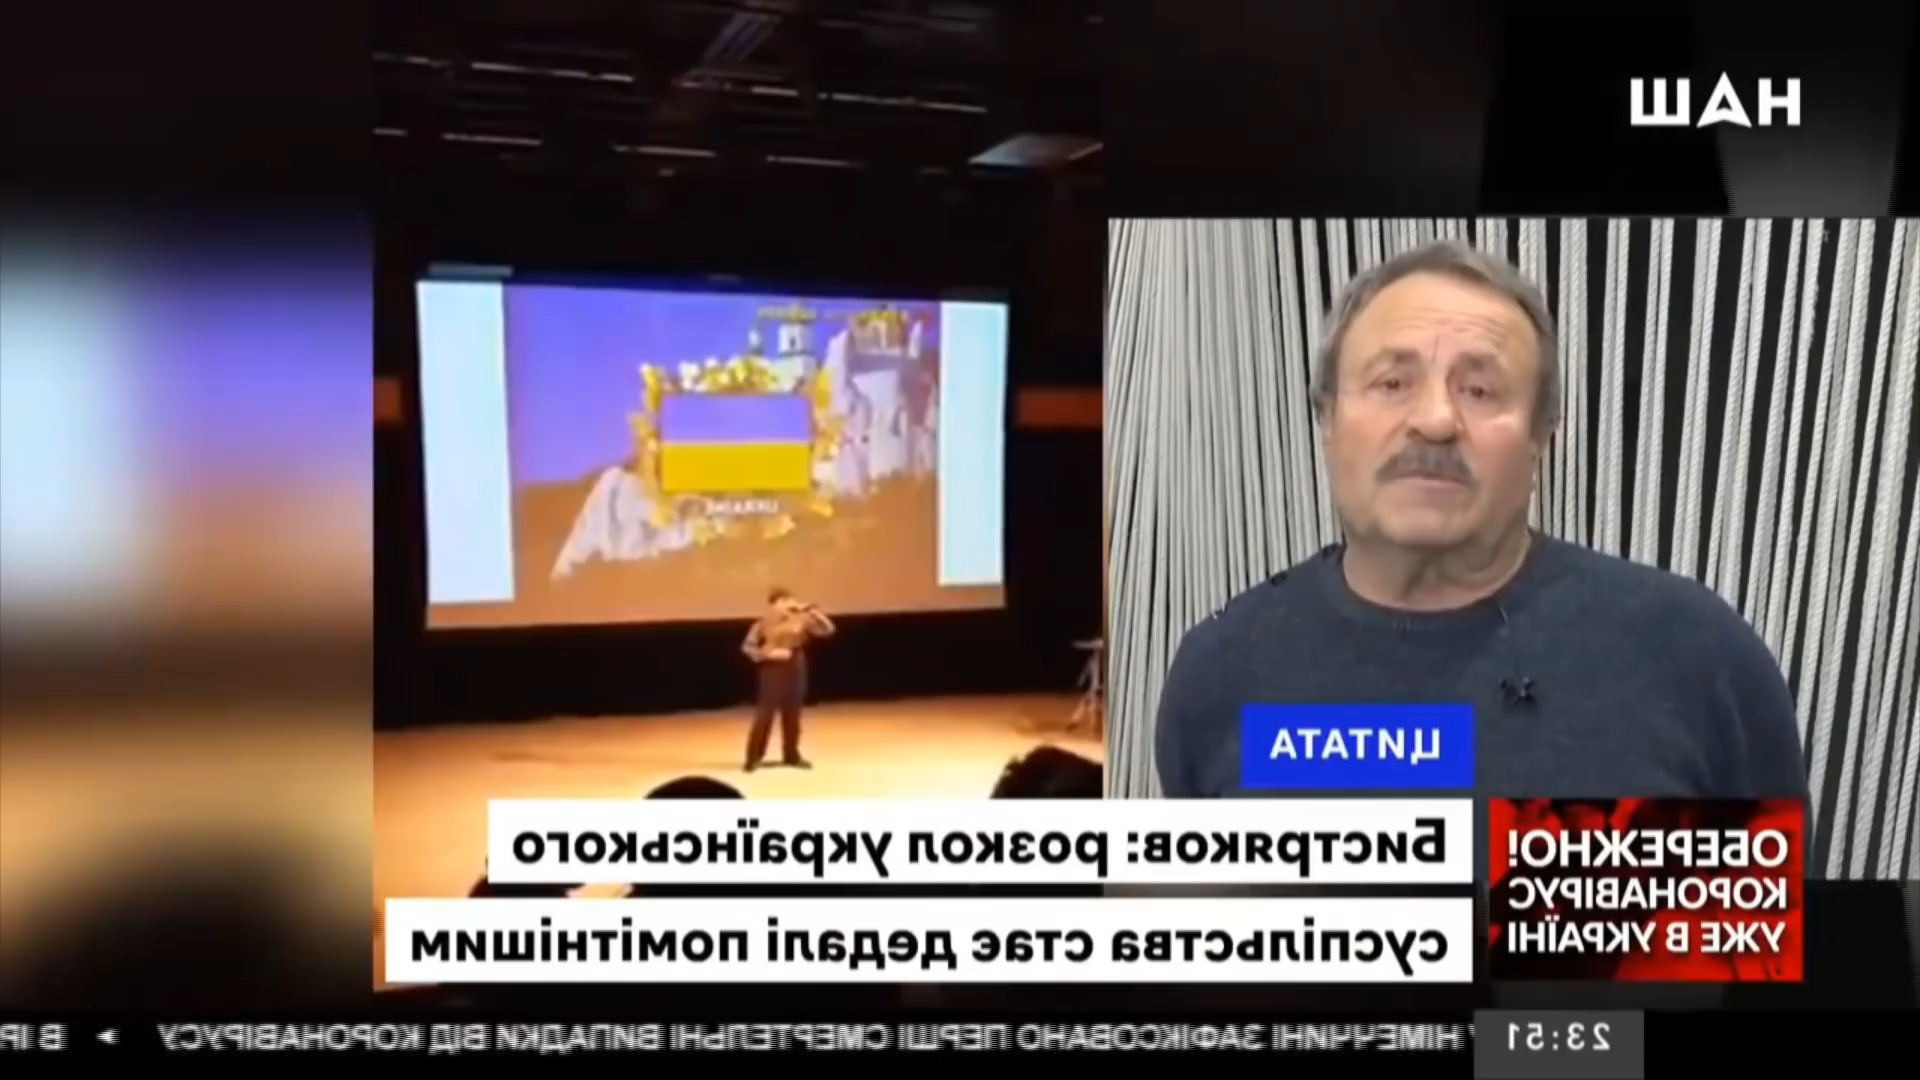 НАШ
UKRAINE
ЦИТАТА
Бистряков: розкол українського
суспільства стає дедалі помітнішим
ОБЕРЕЖНО!
КОРОНАВІРУС
УЖЕ В УКРАЇНІ
23:51
У НІМЕЧЧИНІ ЗАФІКСОВАНО ПЕРШІ СМЕРТЕЛЬНІ ВИПАДКИ ВІД КОРОНАВІРУСУ ► В